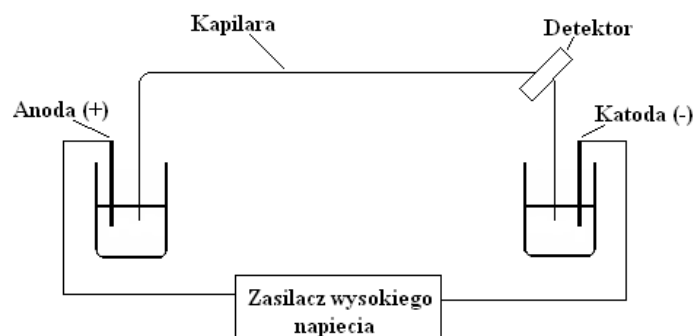 Kapilara
Detektor
Anoda (+)
Katoda (-)
Zasilacz wysokiego
napiecia